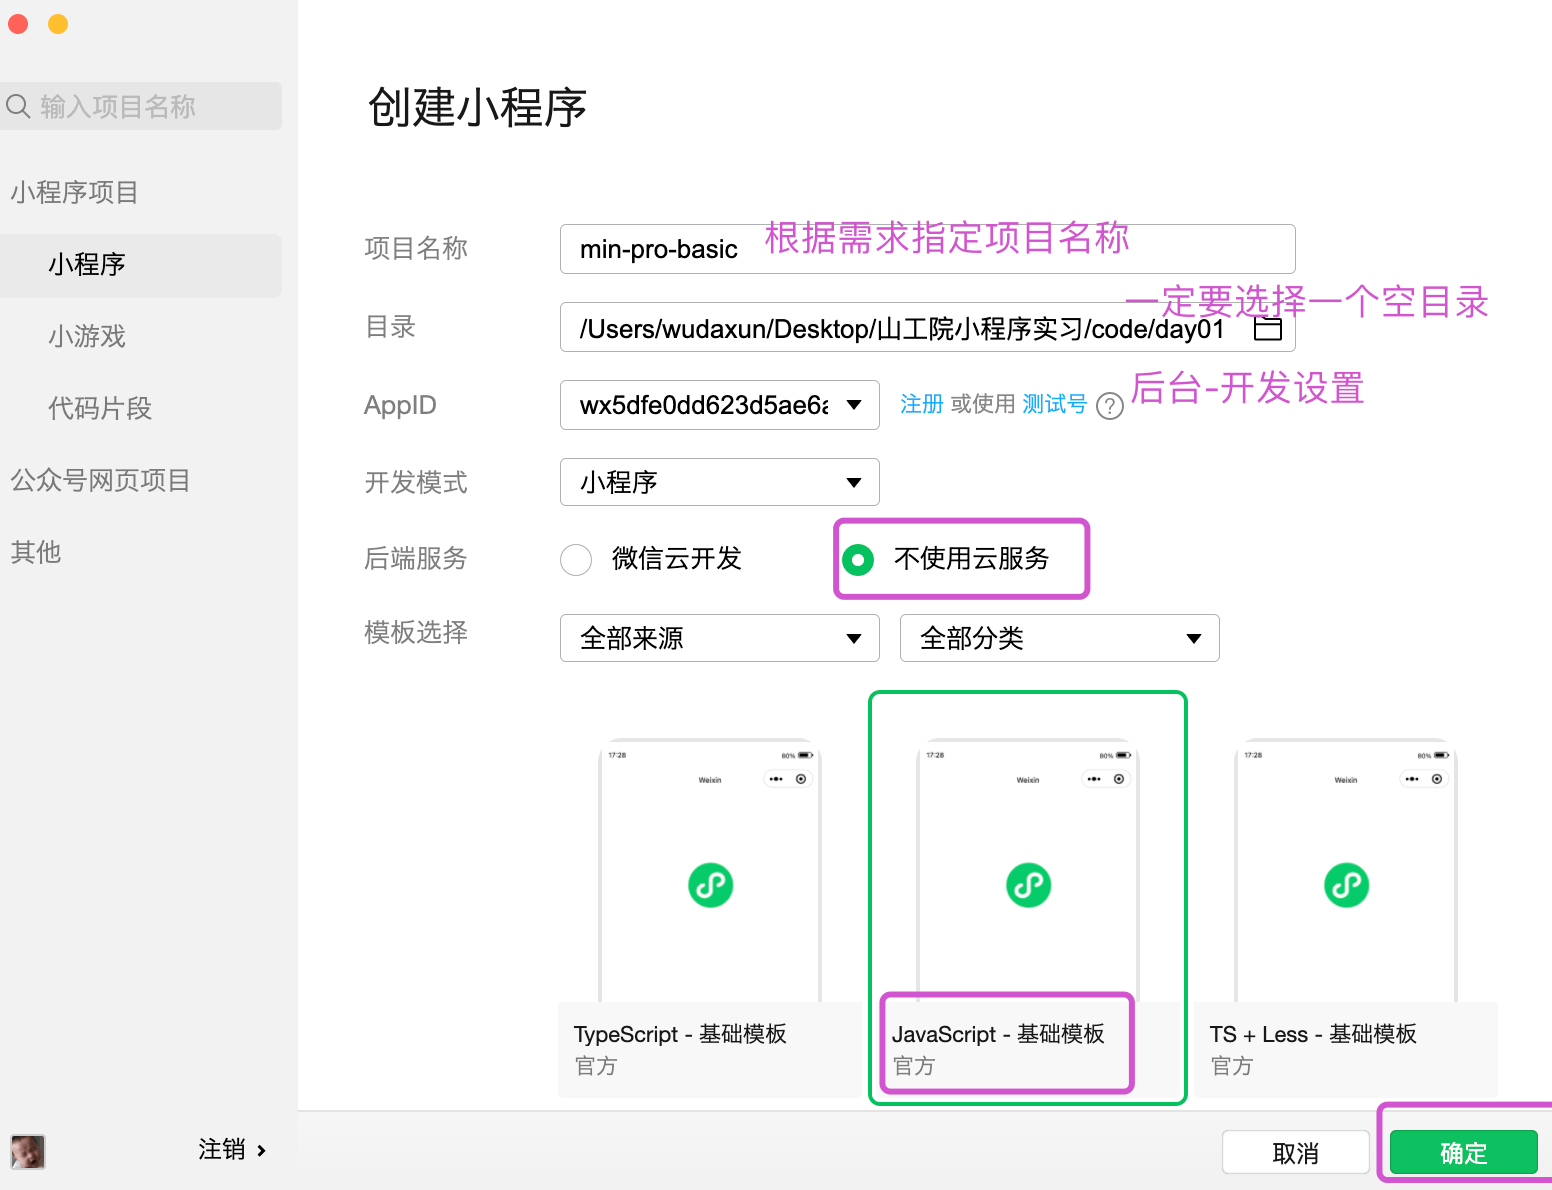 输入项目名称
小程序项目
小程序
小游戏
代码片段
公众号网页项目
其他
注销
创建小程序
项目名称 min-pro-basic 根据需求指定项目名称
一定要选择一个空目录
目录 /Users/wudaxun/Desktop/山工院小程序实习/code/day01
AppID wx5dfe0dd623d5ae6a 注册 或使用 测试号 ? 后台-开发设置
开发模式 小程序
后端服务 微信云开发 不使用云服务
模板选择 全部来源 全部分类
17:28 80% 17:28 80% 17:28 80%
Weixin Weixin Weixin
TypeScript - 基础模板 JavaScript - 基础模板 TS + Less - 基础模板
官方 官方 官方
取消 确定